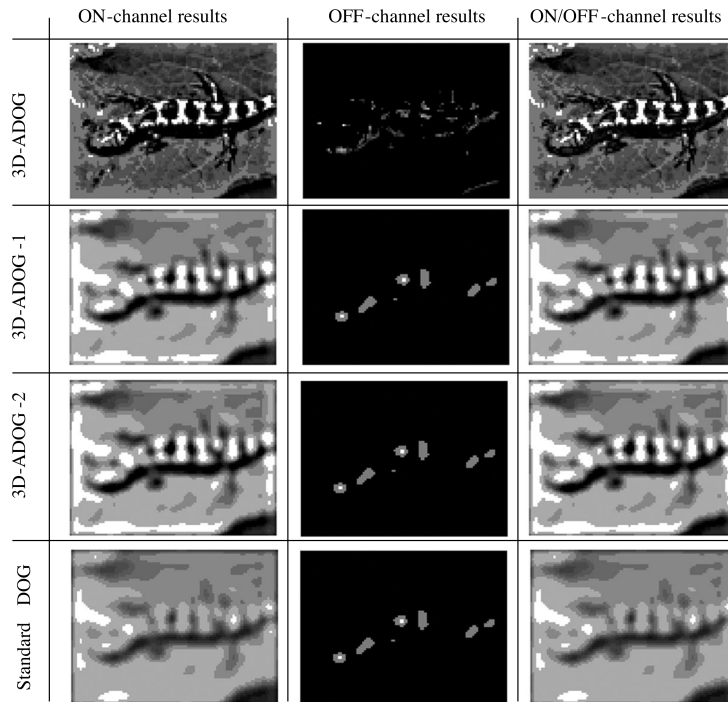 ON-channel results
OFF-channel results
ON/OFF-channel results
3D-ADOG
3D-ADOG -1
3D-ADOG -2
Standard DOG